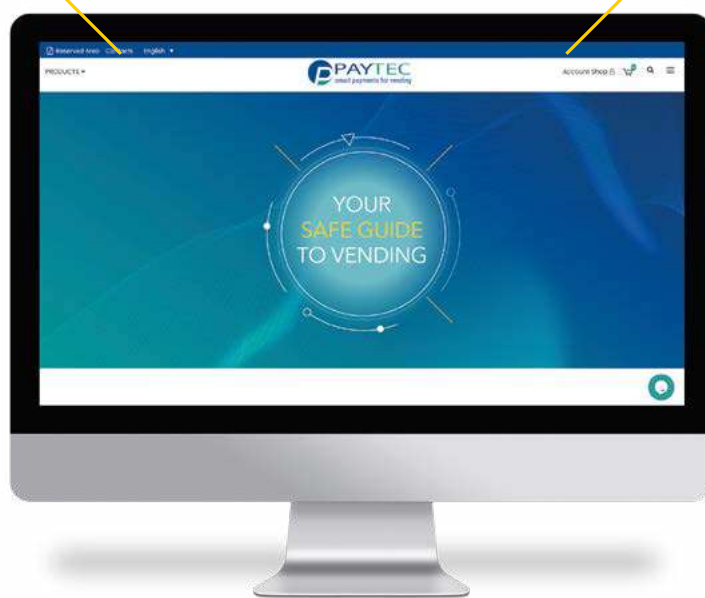 Reserved Area Contacts English
PRODUCTS
PAYTEC
smart payments for vending
Account Shop
YOUR
SAFE GUIDE
TO VENDING